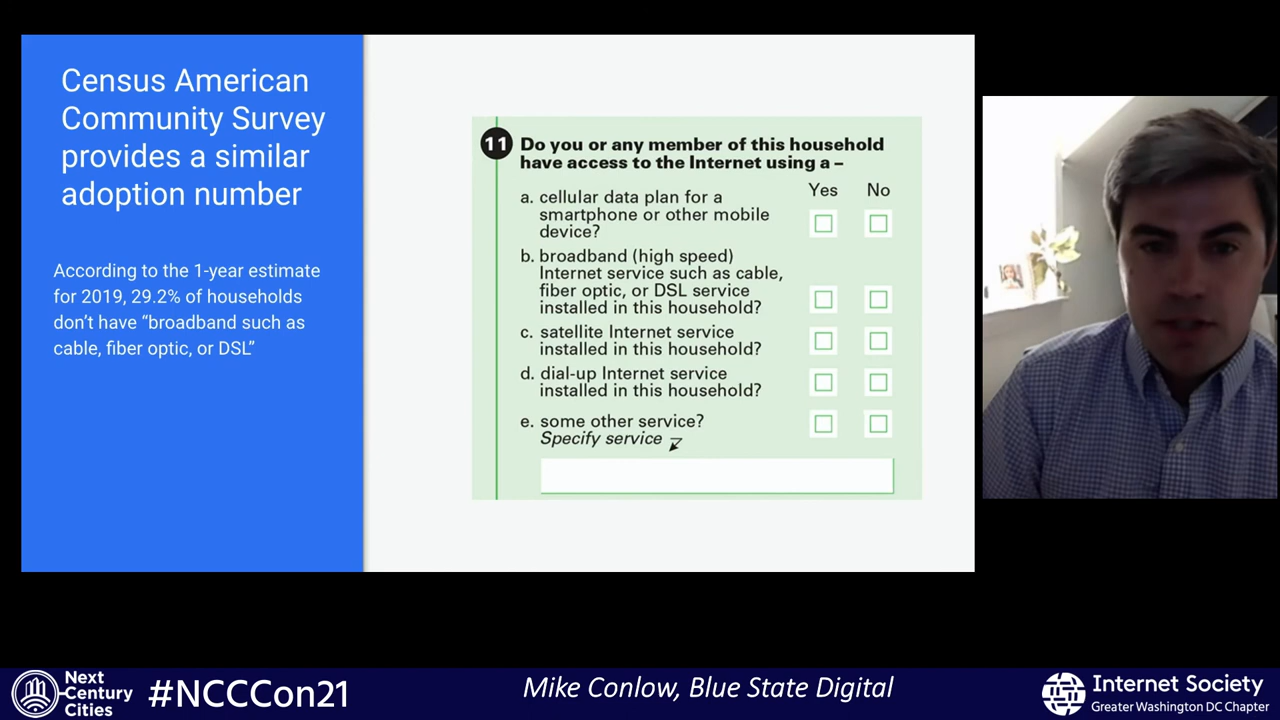 Census American
Community Survey
provides a similar
adoption number
According to the 1-year estimate
for 2019, 29.2% of households
don't have “broadband such as
cable, fiber optic, or DSL”
11 Do you or any member of this household
have access to the Internet using a –
Yes No
a. cellular data plan for a
smartphone or other mobile
device?
b. broadband (high speed)
Internet service such as cable,
fiber optic, or DSL service
installed in this household?
c. satellite Internet service
installed in this household?
d. dial-up Internet service
installed in this household?
e. some other service?
Specify service
Next
Century
Cities
#NCCCon21
Mike Conlow, Blue State Digital
Internet Society
Greater Washington DC Chapter